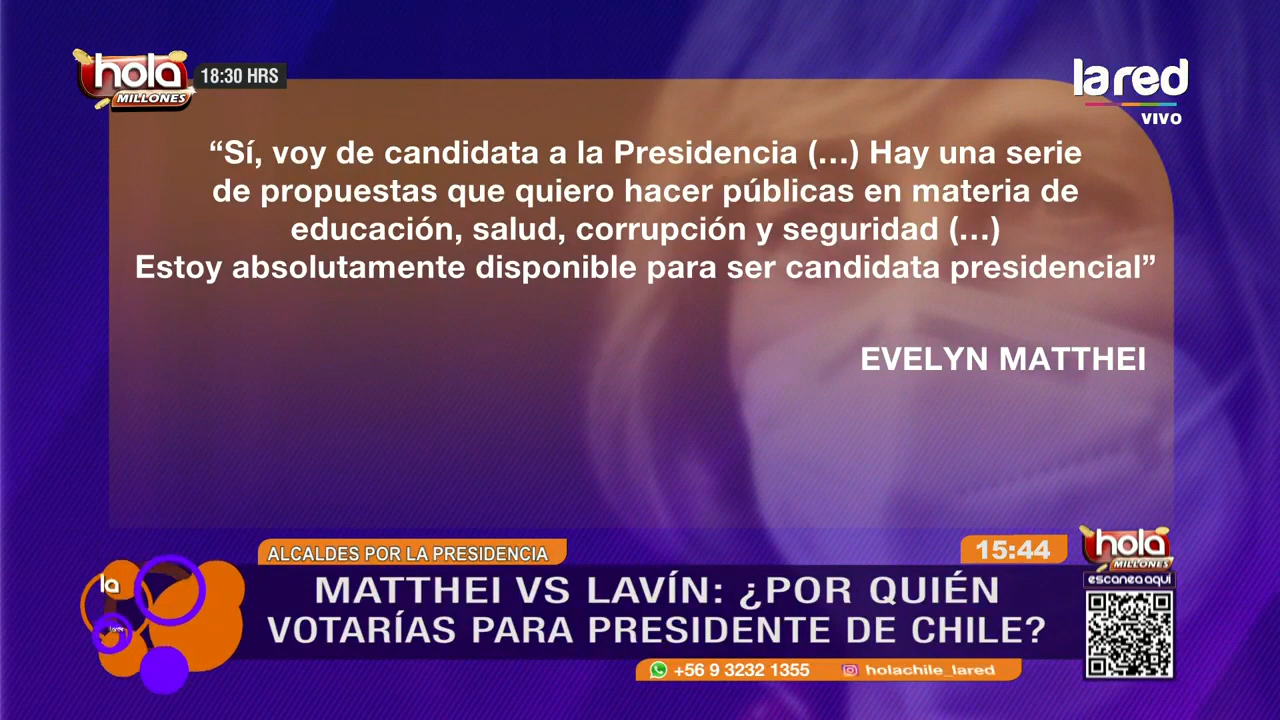 hola
MILLONES
18:30 HRS
la red
VIVO
“Sí, voy de candidata a la Presidencia (...) Hay una serie
de propuestas que quiero hacer públicas en materia de
educación, salud, corrupción y seguridad (...)
Estoy absolutamente disponible para ser candidata presidencial”
EVELYN MATTHEI
ALCALDES POR LA PRESIDENCIA
15:44
hola
MILLONES
escanea aquí
la
MATTHEI VS LAVÍN: ¿POR QUIÉN
VOTARÍAS PARA PRESIDENTE DE CHILE?
+56 9 3232 1355
holachile_lared